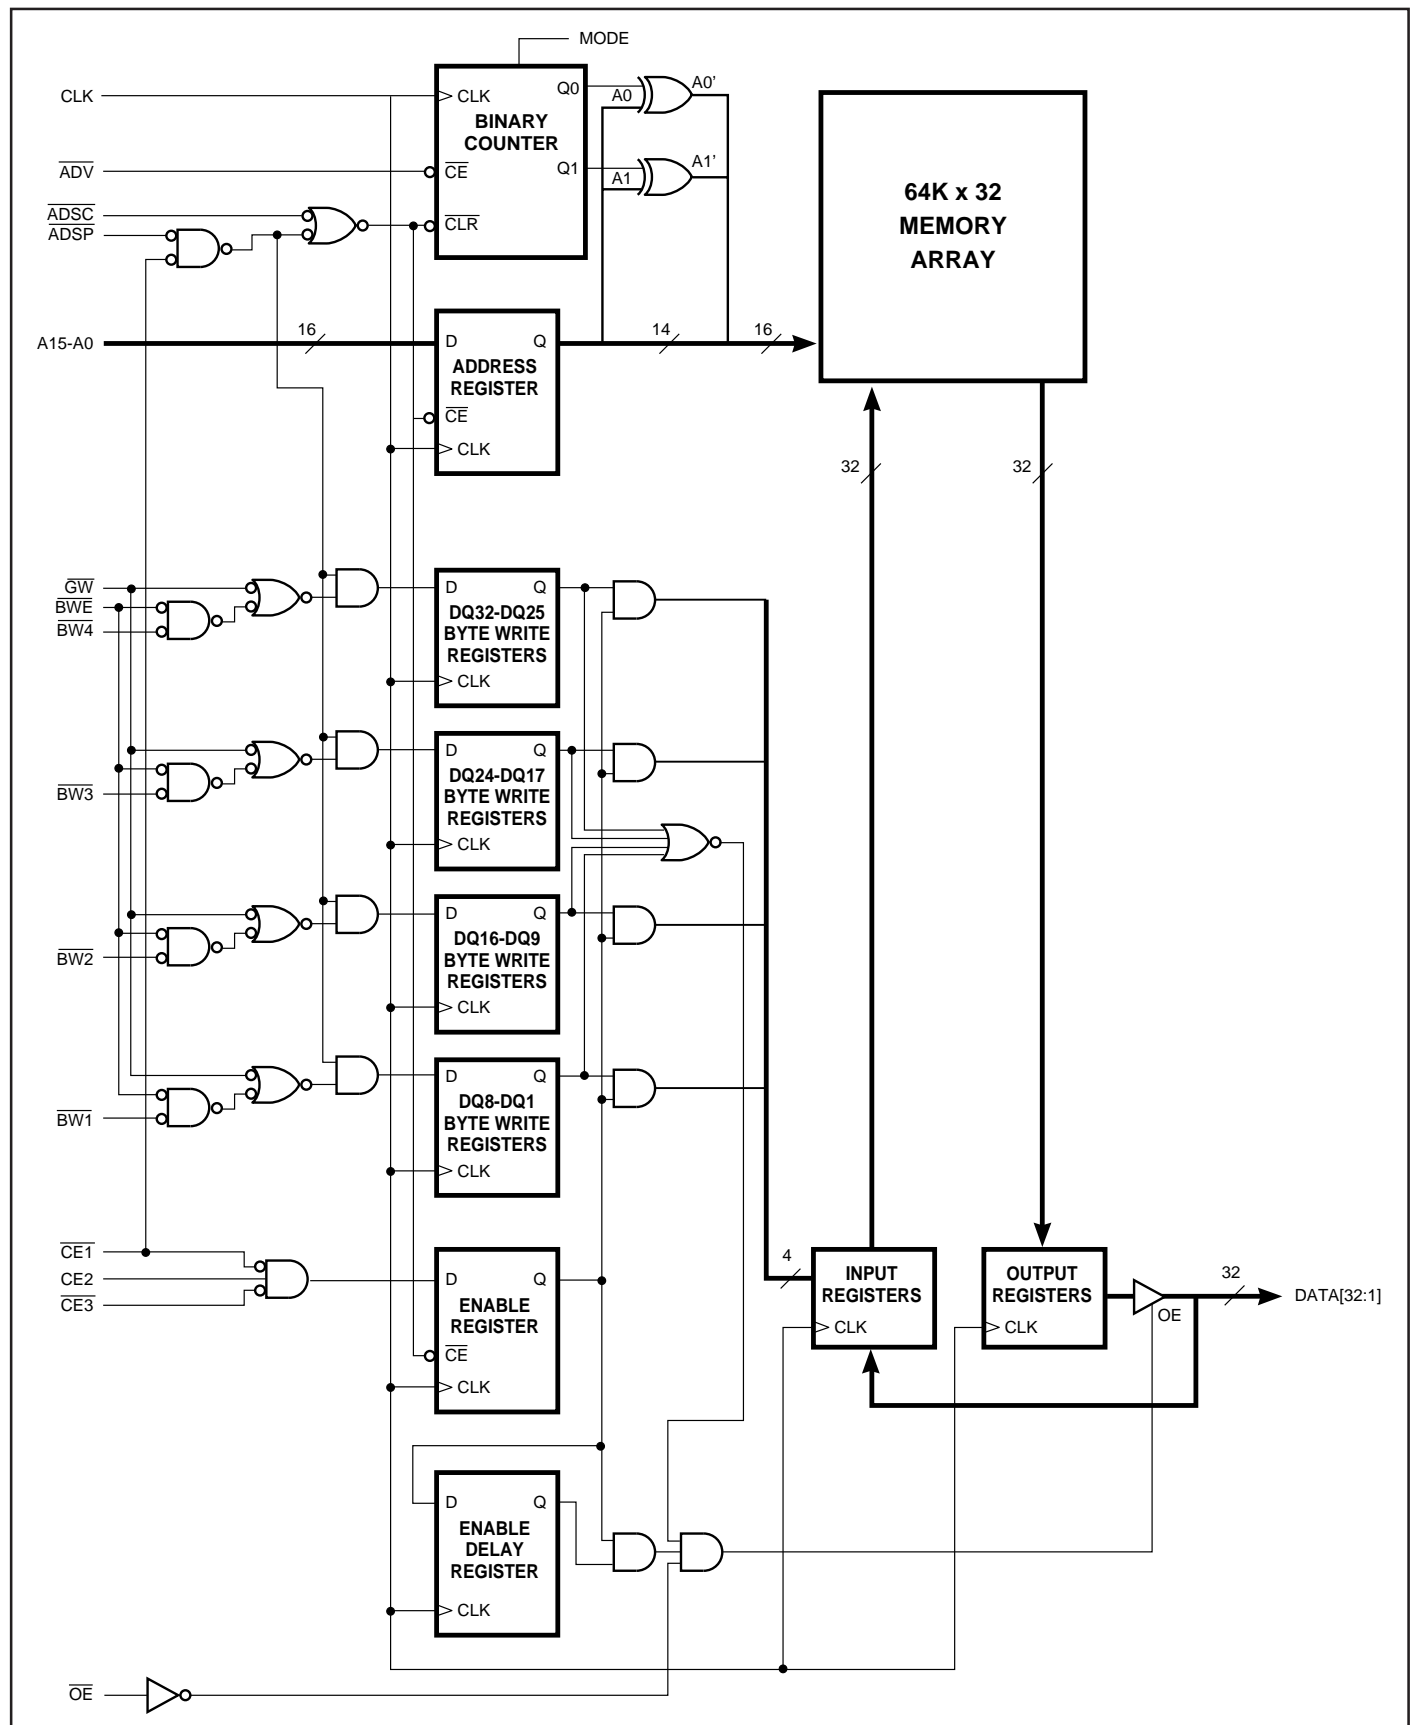 MODE
CLK
CLK
Q0
A0
A0’
BINARY
COUNTER
ADV
CE
Q1
A1
A1’
ADSC
ADSP
CLR
64K x 32
MEMORY
ARRAY
A15-A0
16
D
Q
14
16
ADDRESS
REGISTER
CE
CLK
32
32
GW
BWE
BW4
D
Q
DQ32-DQ25
BYTE WRITE
REGISTERS
CLK
BW3
D
Q
DQ24-DQ17
BYTE WRITE
REGISTERS
CLK
BW2
D
Q
DQ16-DQ9
BYTE WRITE
REGISTERS
CLK
BW1
D
Q
DQ8-DQ1
BYTE WRITE
REGISTERS
CLK
CE1
CE2
CE3
D
Q
ENABLE
REGISTER
CE
CLK
4
INPUT
REGISTERS
CLK
OUTPUT
REGISTERS
CLK
OE
32
DATA[32:1]
D
Q
ENABLE
DELAY
REGISTER
CLK
OE